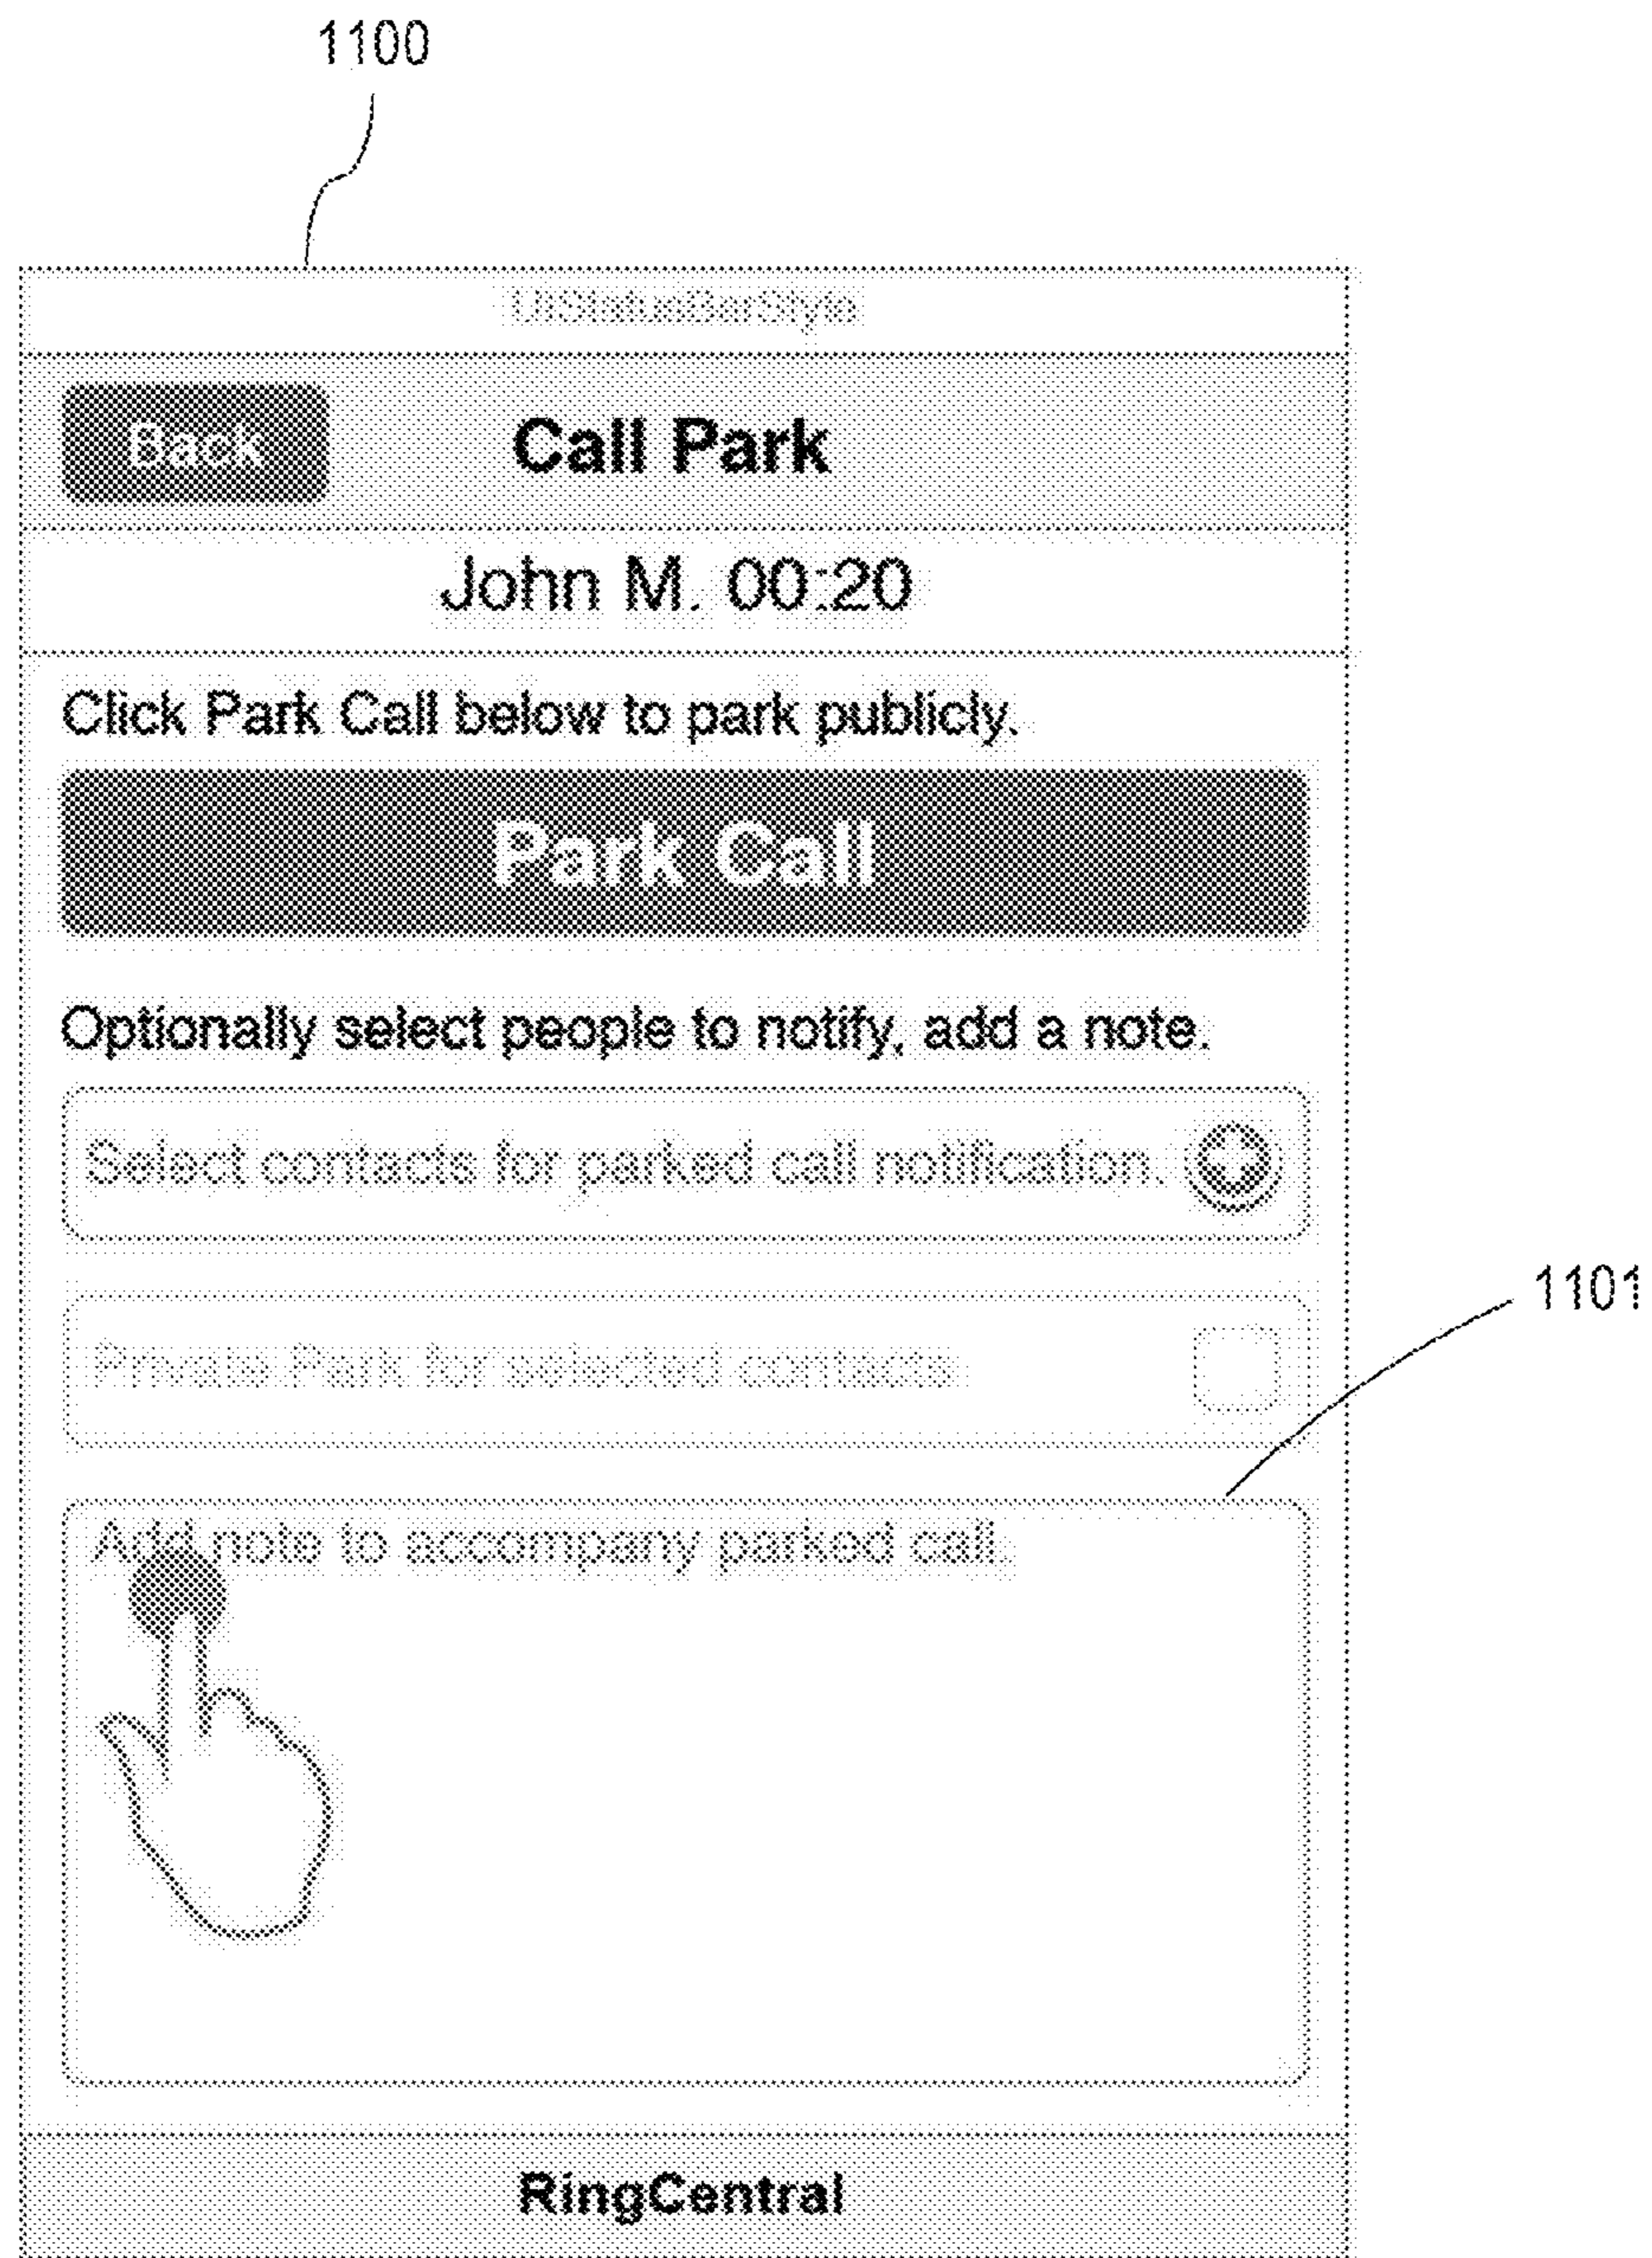 1100
UIStatusBarStyle
Back
Call Park
John M. 00:20
Click Park Call below to park publicly.
Park Call
Optionally select people to notify, add a note.
Select contacts for parked call notification.
Private Park for selected contacts
1101
Add note to accompany parked call.
RingCentral